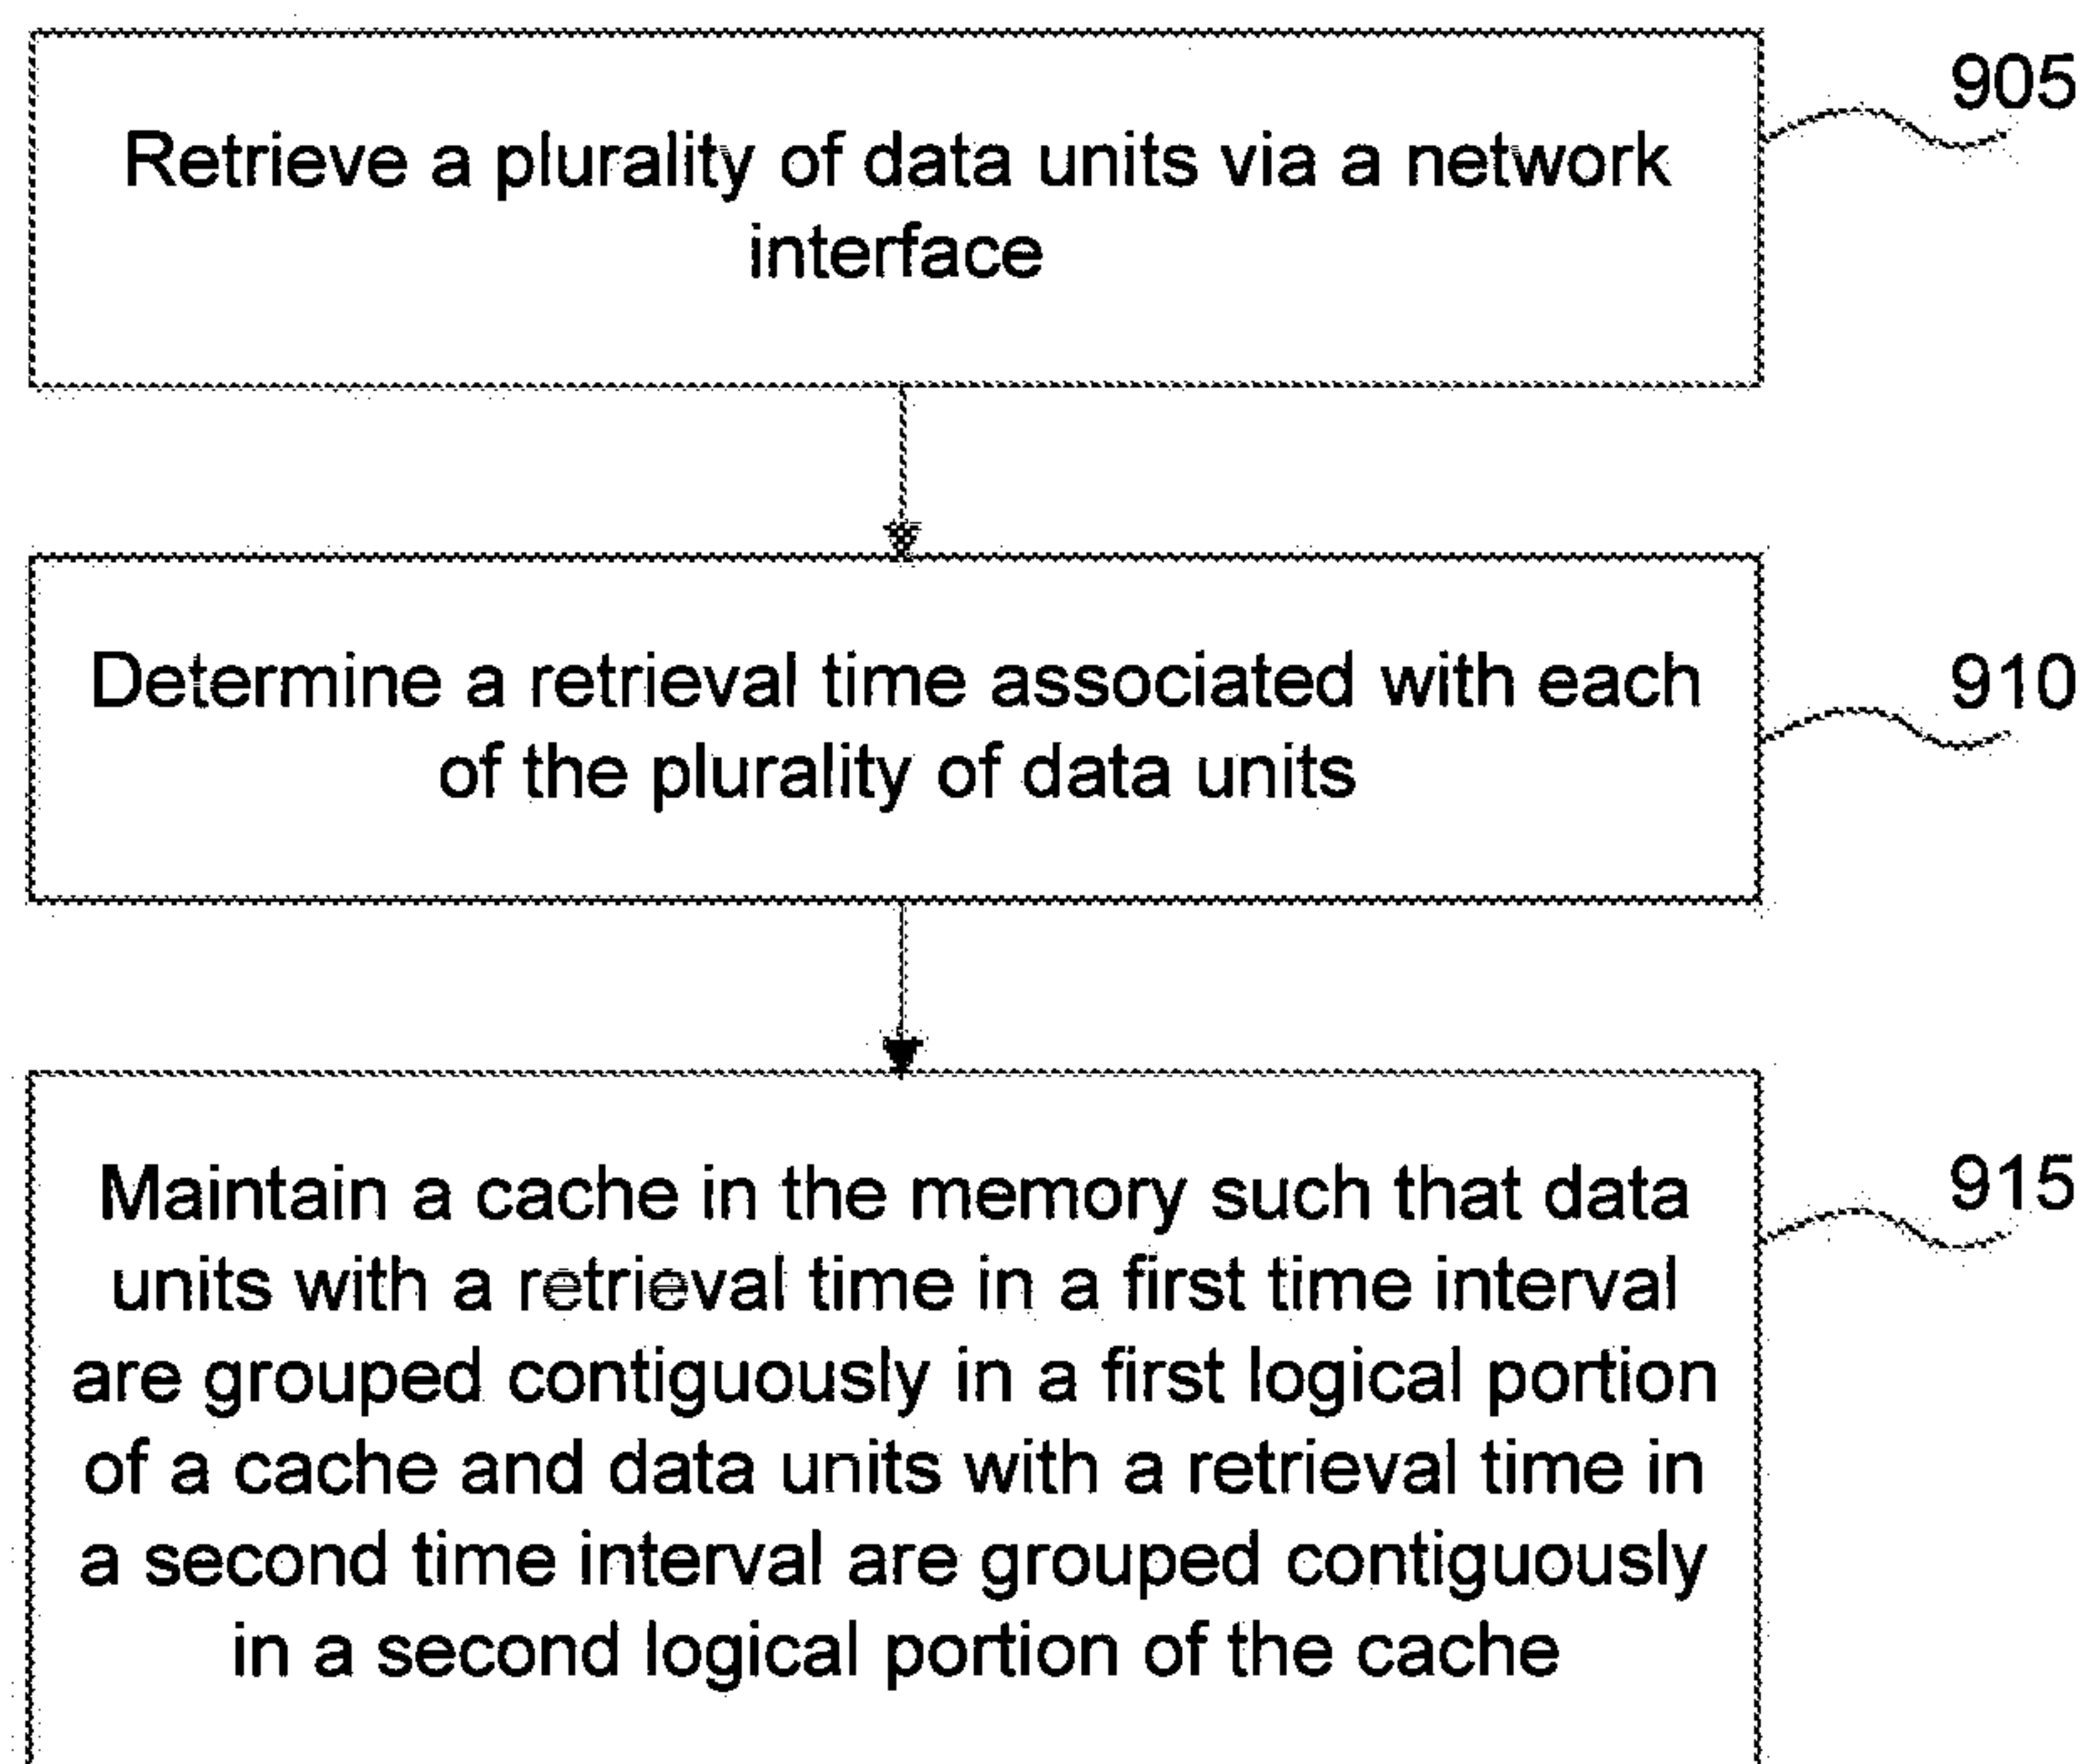 Retrieve a plurality of data units via a network
interface
905
Determine a retrieval time associated with each
of the plurality of data units
910
Maintain a cache in the memory such that data
units with a retrieval time in a first time interval
are grouped contiguously in a first logical portion
of a cache and data units with a retrieval time in
a second time interval are grouped contiguously
in a second logical portion of the cache
915